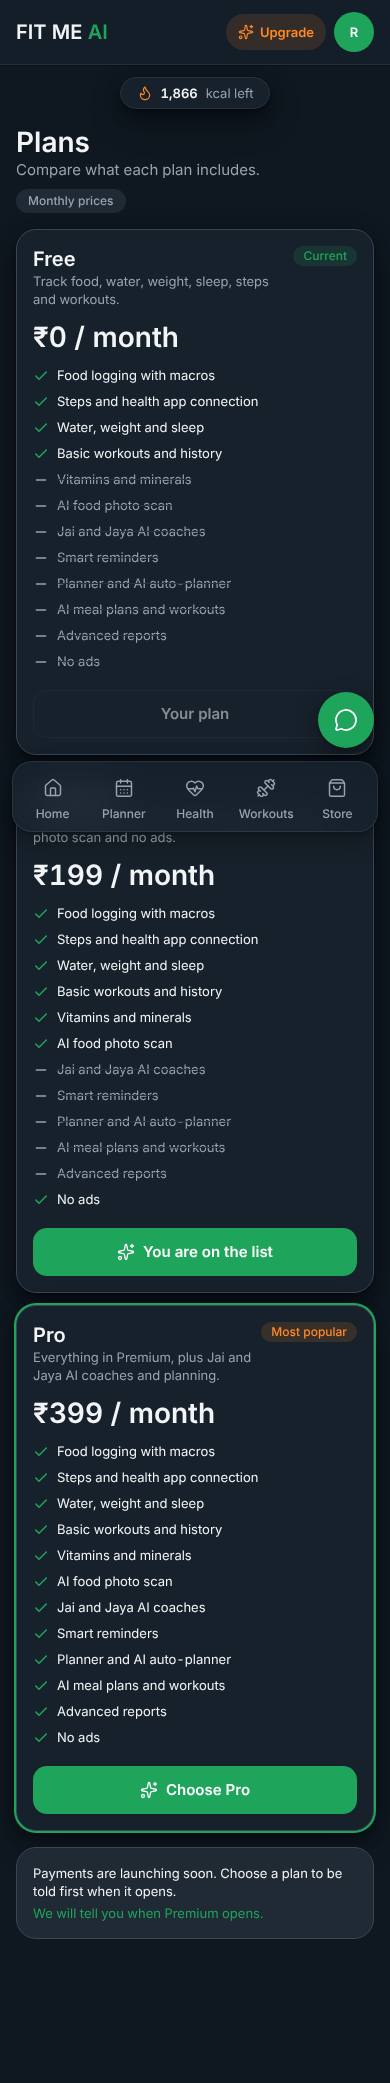 FIT ME AI
Upgrade
R
1,866 kcal left
Plans
Compare what each plan includes.
Monthly prices
Free
Current
Track food, water, weight, sleep, steps
and workouts.
₹0 / month
Food logging with macros
Steps and health app connection
Water, weight and sleep
Basic workouts and history
Vitamins and minerals
AI food photo scan
Jai and Jaya AI coaches
Smart reminders
Planner and AI auto-planner
AI meal plans and workouts
Advanced reports
No ads
Your plan
Home
Planner
Health
Workouts
Store
photo scan and no ads.
₹199 / month
Food logging with macros
Steps and health app connection
Water, weight and sleep
Basic workouts and history
Vitamins and minerals
AI food photo scan
Jai and Jaya AI coaches
Smart reminders
Planner and AI auto-planner
AI meal plans and workouts
Advanced reports
No ads
You are on the list
Pro
Most popular
Everything in Premium, plus Jai and
Jaya AI coaches and planning.
₹399 / month
Food logging with macros
Steps and health app connection
Water, weight and sleep
Basic workouts and history
Vitamins and minerals
AI food photo scan
Jai and Jaya AI coaches
Smart reminders
Planner and AI auto-planner
AI meal plans and workouts
Advanced reports
No ads
Choose Pro
Payments are launching soon. Choose a plan to be
told first when it opens.
We will tell you when Premium opens.